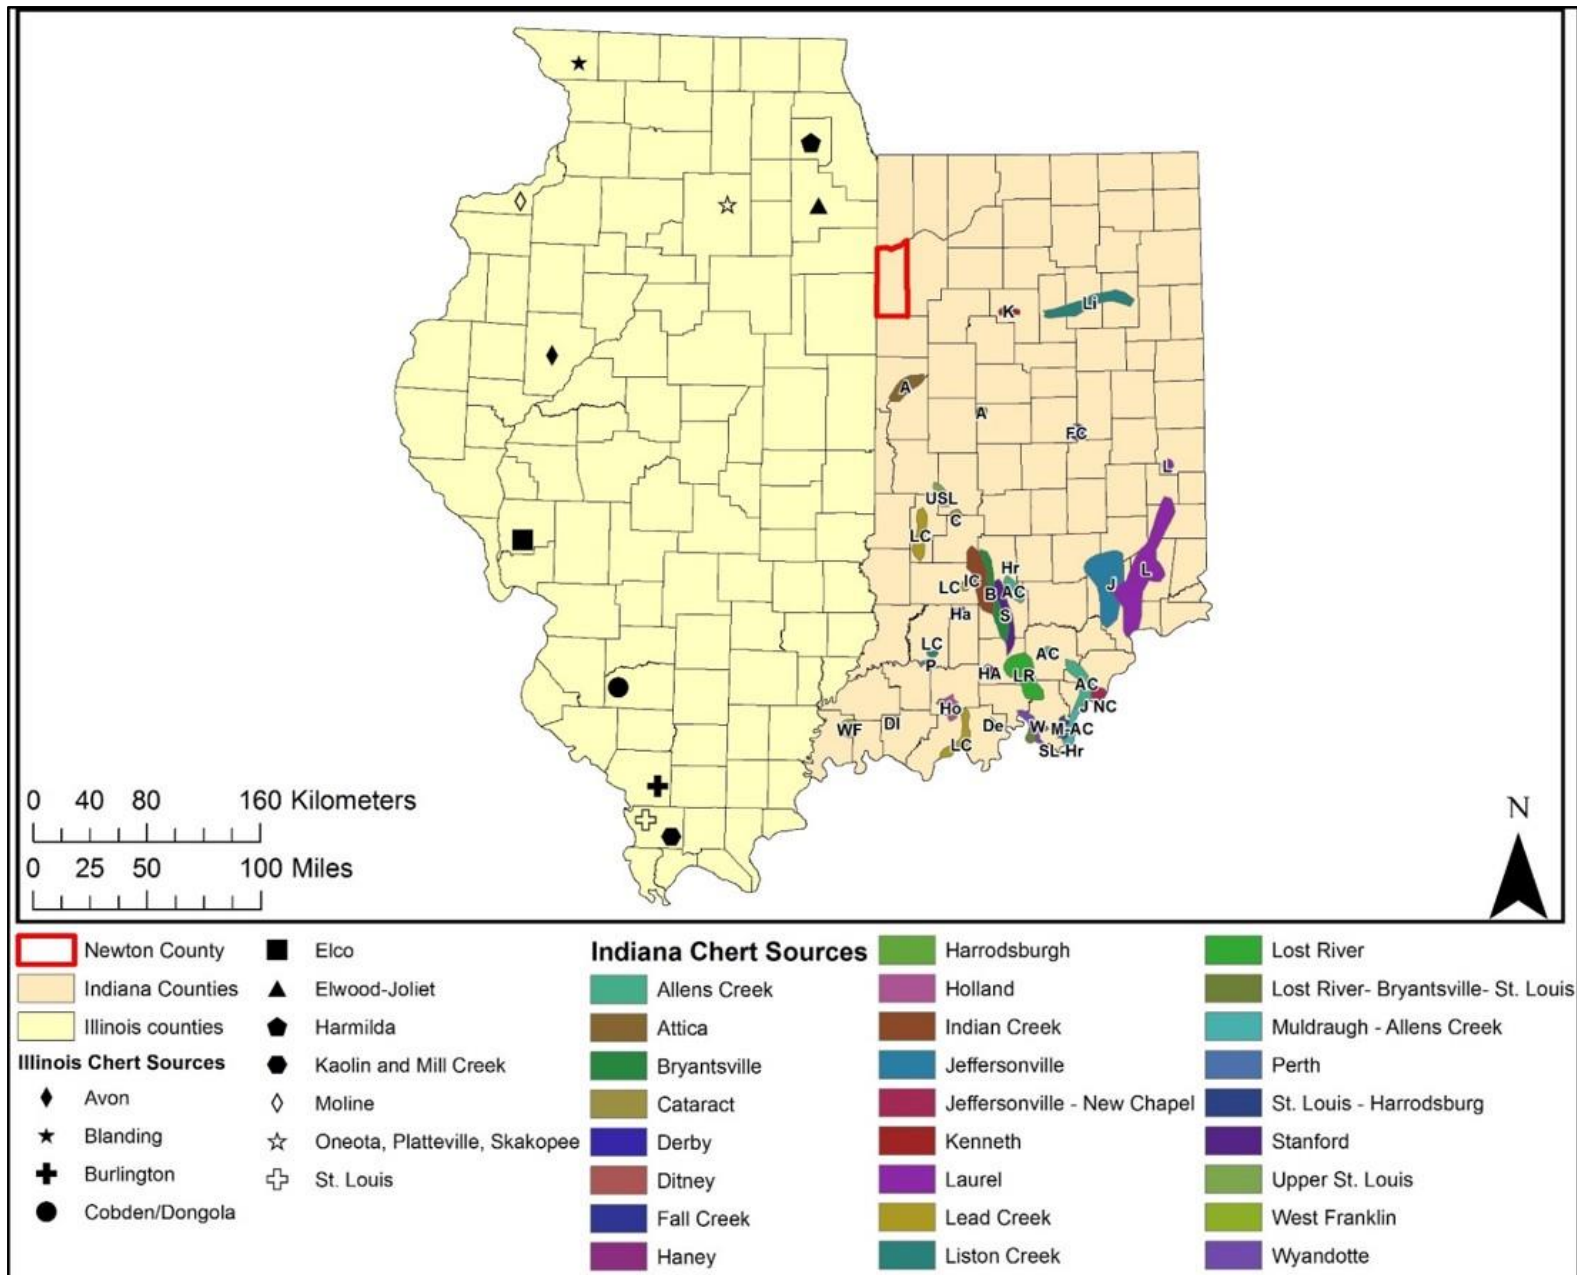 K
Li
A
A
FC
L
USL
C
LC
Hr
LC
IC
B
AC
J
L
Ha
S
LC
P
AC
HA
LR
AC
J NC
Ho
WF
DI
De
W
M-AC
LC
SL-Hr
0 40 80 160 Kilometers
0 25 50 100 Miles
N
Newton County
Indiana Counties
Illinois counties
Illinois Chert Sources
Avon
Blanding
Burlington
Cobden/Dongola
Elco
Elwood-Joliet
Harmilda
Kaolin and Mill Creek
Moline
Oneota, Platteville, Skakopee
St. Louis
Indiana Chert Sources
Allens Creek
Attica
Bryantsville
Cataract
Derby
Ditney
Fall Creek
Haney
Harrodsburgh
Holland
Indian Creek
Jeffersonville
Jeffersonville - New Chapel
Kenneth
Laurel
Lead Creek
Liston Creek
Lost River
Lost River- Bryantsville- St. Louis
Muldraugh - Allens Creek
Perth
St. Louis - Harrodsburg
Stanford
Upper St. Louis
West Franklin
Wyandotte